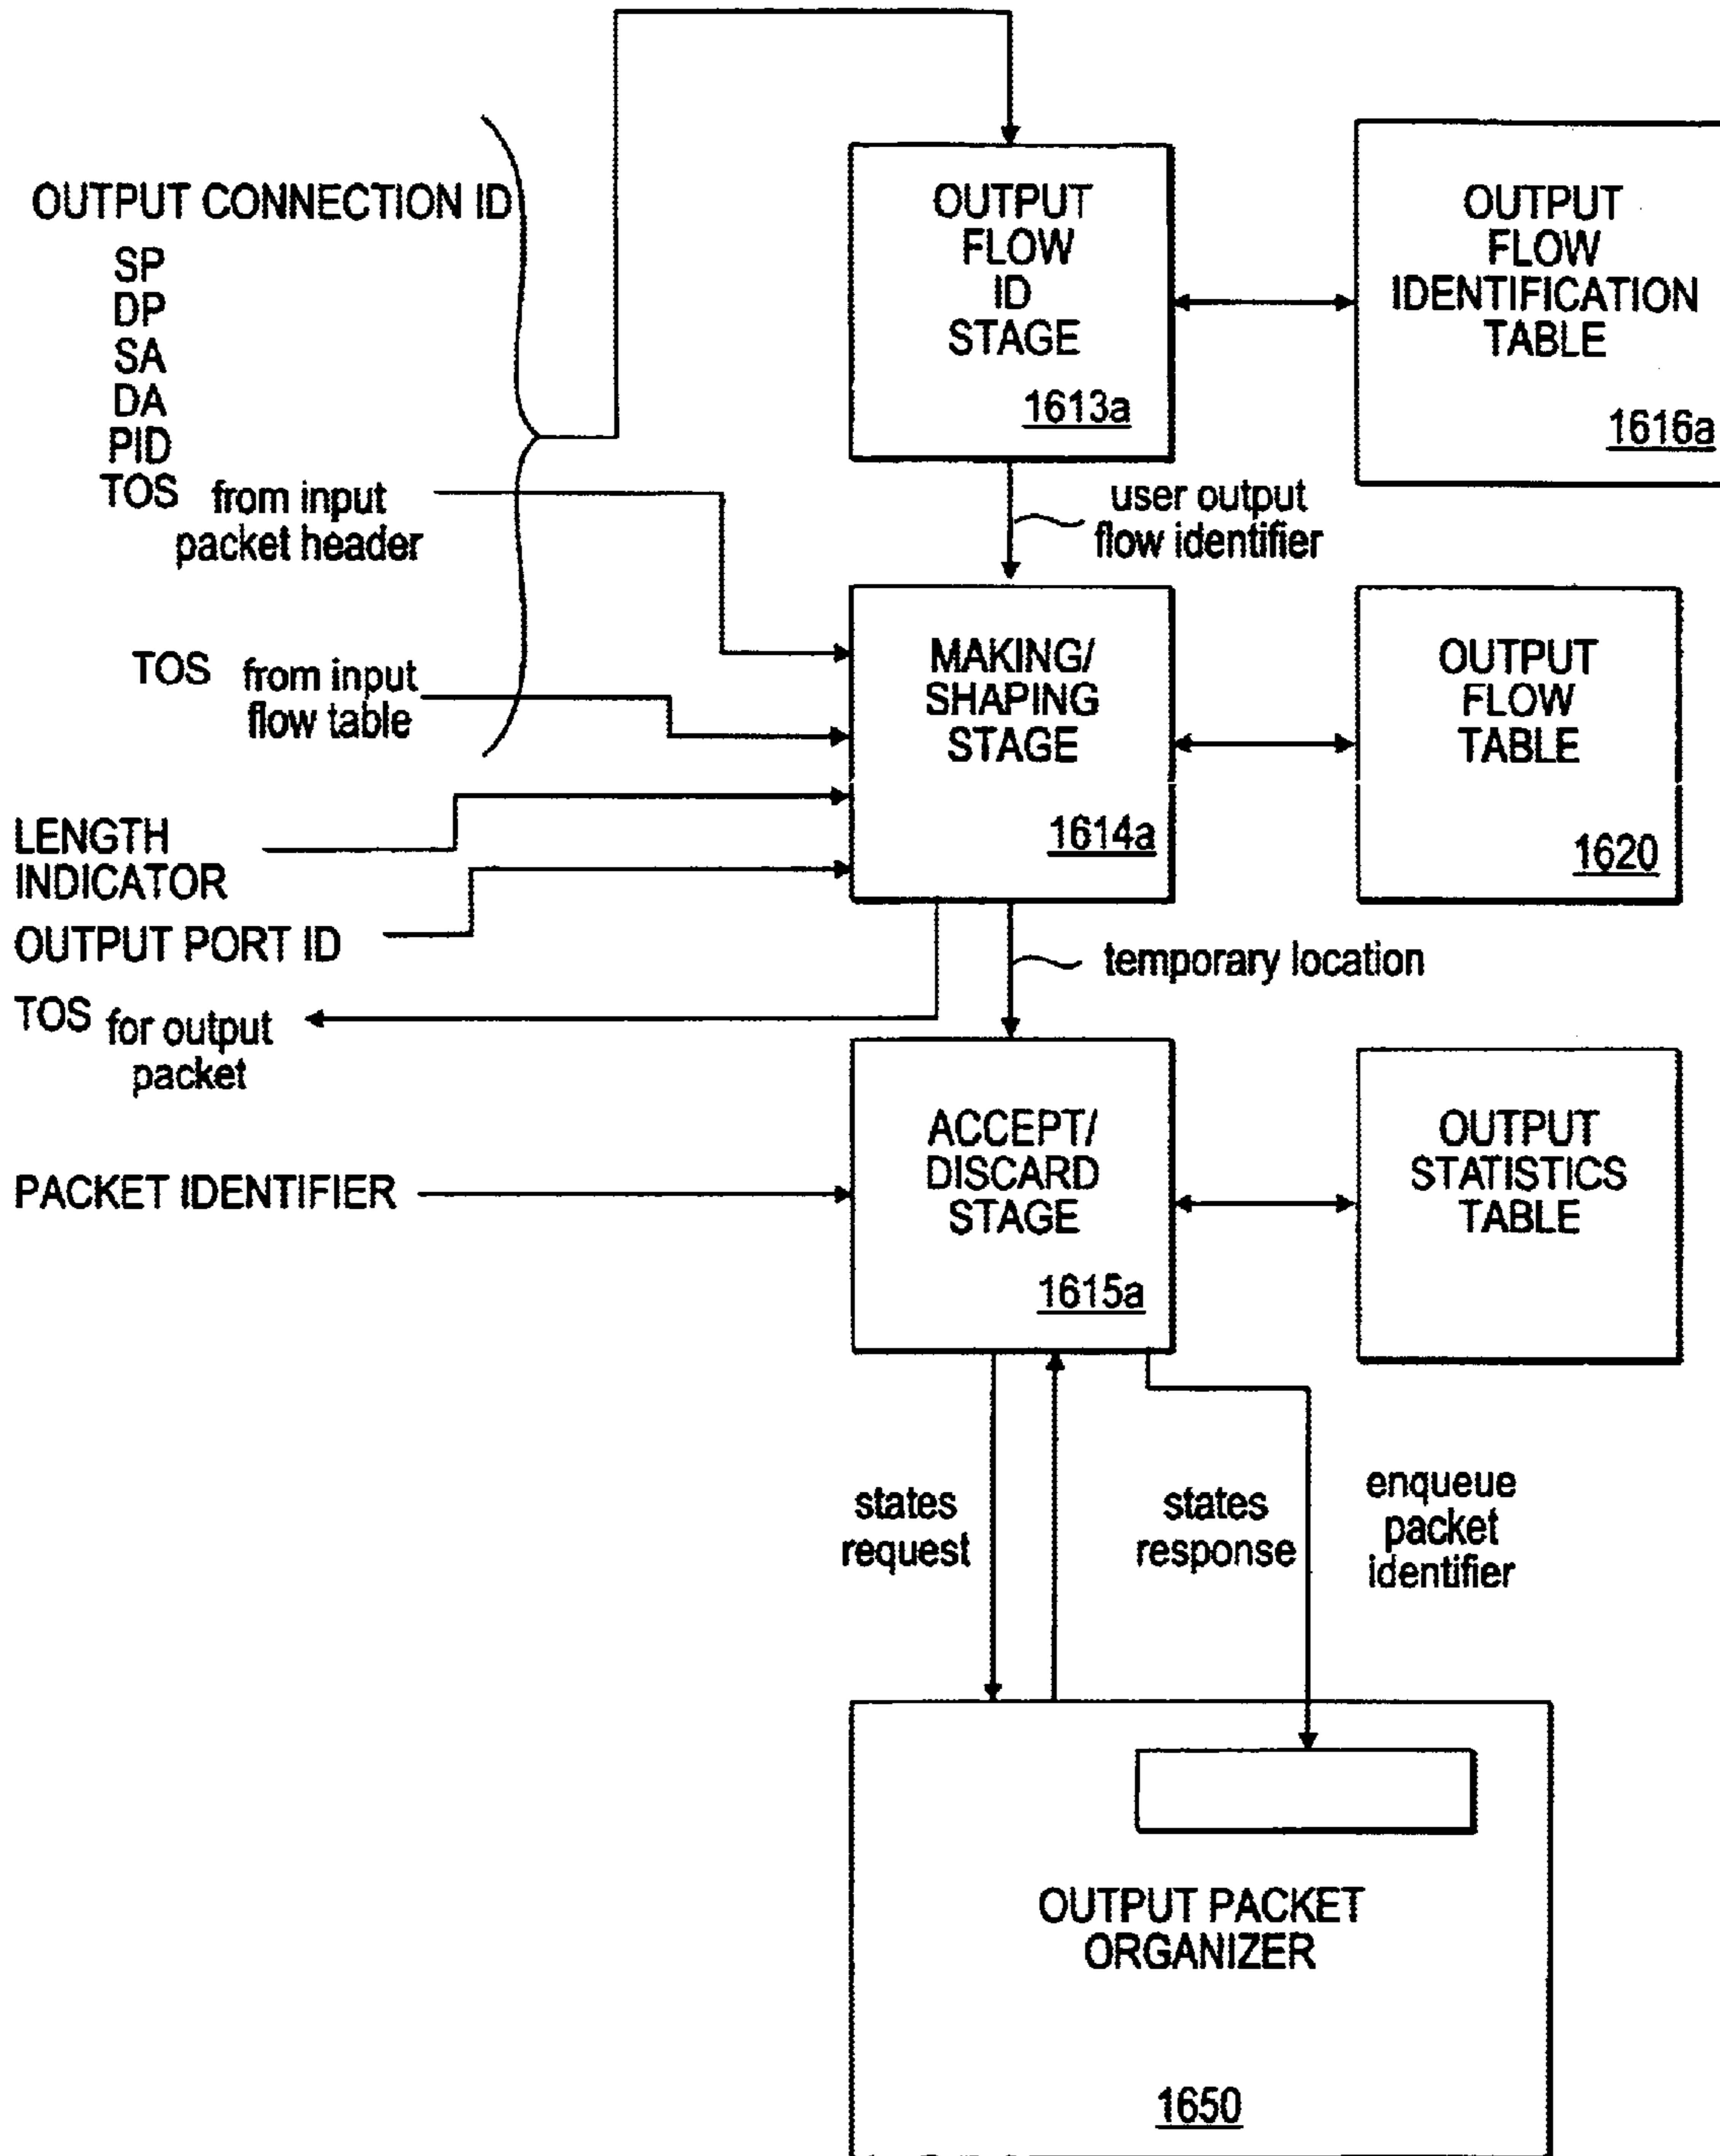 OUTPUT CONNECTION ID
SP
DP
SA
DA
PID
TOS from input
packet header
TOS from input
flow table
LENGTH
INDICATOR
OUTPUT PORT ID
TOS for output
packet
PACKET IDENTIFIER
OUTPUT
FLOW
ID
STAGE
1613a
OUTPUT
FLOW
IDENTIFICATION
TABLE
1616a
user output
flow identifier
MAKING/
SHAPING
STAGE
1614a
OUTPUT
FLOW
TABLE
1620
temporary location
ACCEPT/
DISCARD
STAGE
1615a
OUTPUT
STATISTICS
TABLE
states
request
states
response
enqueue
packet
identifier
OUTPUT PACKET
ORGANIZER
1650